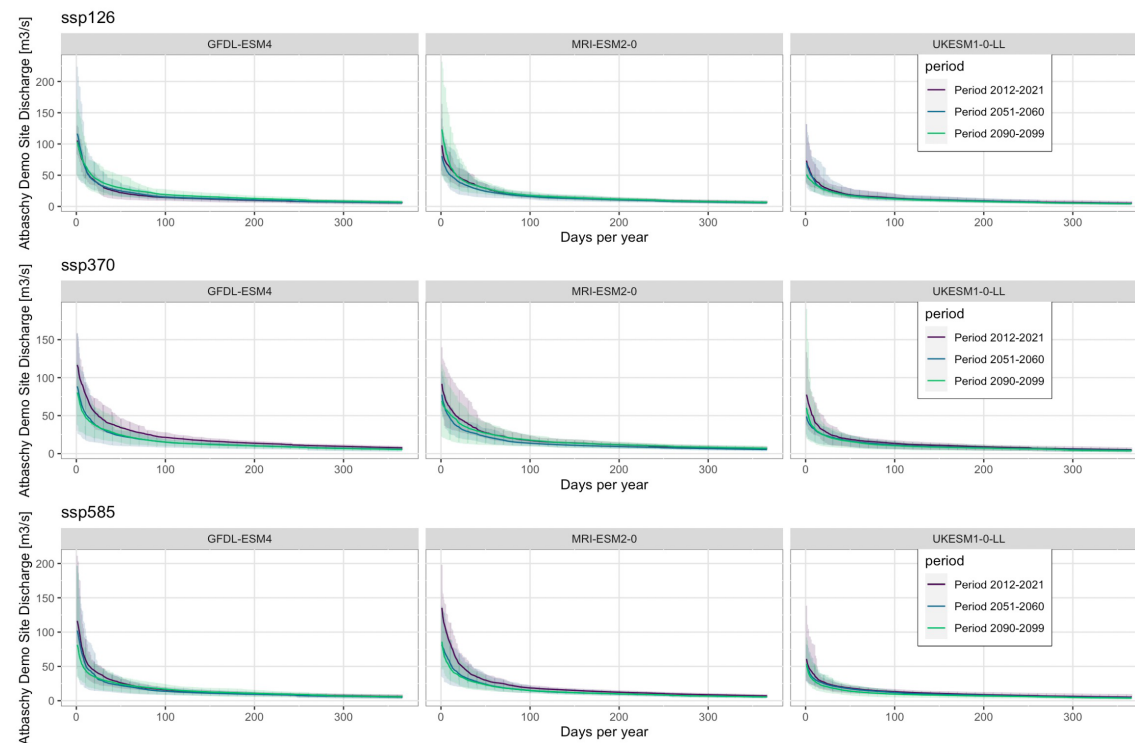 ssp126
Atbaschy Demo Site Discharge [m3/s]
GFDL-ESM4
MRI-ESM2-0
UKESM1-0-LL
200
150
100
50
0
period
Period 2012-2021
Period 2051-2060
Period 2090-2099
0 100 200 300
0 100 200 300
0 100 200 300
Days per year
ssp370
Atbaschy Demo Site Discharge [m3/s]
GFDL-ESM4
MRI-ESM2-0
UKESM1-0-LL
150
100
50
0
period
Period 2012-2021
Period 2051-2060
Period 2090-2099
0 100 200 300
0 100 200 300
0 100 200 300
Days per year
ssp585
Atbaschy Demo Site Discharge [m3/s]
GFDL-ESM4
MRI-ESM2-0
UKESM1-0-LL
200
150
100
50
0
period
Period 2012-2021
Period 2051-2060
Period 2090-2099
0 100 200 300
0 100 200 300
0 100 200 300
Days per year